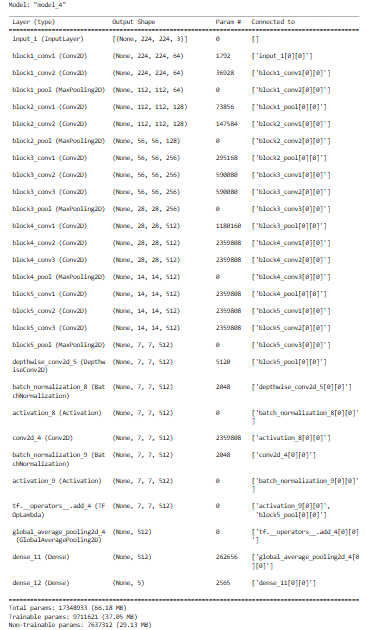 Model: "model_4"
Layer (type) Output Shape Param # Connected to
input_1 (InputLayer) [(None, 224, 224, 3)] 0 []
block1_conv1 (Conv2D) (None, 224, 224, 64) 1792 ['input_1[0][0]']
block1_conv2 (Conv2D) (None, 224, 224, 64) 36928 ['block1_conv1[0][0]']
block1_pool (MaxPooling2D) (None, 112, 112, 64) 0 ['block1_conv2[0][0]']
block2_conv1 (Conv2D) (None, 112, 112, 128) 73856 ['block1_pool[0][0]']
block2_conv2 (Conv2D) (None, 112, 112, 128) 147584 ['block2_conv1[0][0]']
block2_pool (MaxPooling2D) (None, 56, 56, 128) 0 ['block2_conv2[0][0]']
block3_conv1 (Conv2D) (None, 56, 56, 256) 295168 ['block2_pool[0][0]']
block3_conv2 (Conv2D) (None, 56, 56, 256) 590080 ['block3_conv1[0][0]']
block3_conv3 (Conv2D) (None, 56, 56, 256) 590080 ['block3_conv2[0][0]']
block3_pool (MaxPooling2D) (None, 28, 28, 256) 0 ['block3_conv3[0][0]']
block4_conv1 (Conv2D) (None, 28, 28, 512) 1180160 ['block3_pool[0][0]']
block4_conv2 (Conv2D) (None, 28, 28, 512) 2359808 ['block4_conv1[0][0]']
block4_conv3 (Conv2D) (None, 28, 28, 512) 2359808 ['block4_conv2[0][0]']
block4_pool (MaxPooling2D) (None, 14, 14, 512) 0 ['block4_conv3[0][0]']
block5_conv1 (Conv2D) (None, 14, 14, 512) 2359808 ['block4_pool[0][0]']
block5_conv2 (Conv2D) (None, 14, 14, 512) 2359808 ['block5_conv1[0][0]']
block5_conv3 (Conv2D) (None, 14, 14, 512) 2359808 ['block5_conv2[0][0]']
block5_pool (MaxPooling2D) (None, 7, 7, 512) 0 ['block5_conv3[0][0]']
depthwise_conv2d_5 (Depthw (None, 7, 7, 512) 5120 ['block5_pool[0][0]']
iseConv2D)
batch_normalization_8 (Bat (None, 7, 7, 512) 2048 ['depthwise_conv2d_5[0][0]']
chNormalization)
activation_8 (Activation) (None, 7, 7, 512) 0 ['batch_normalization_8[0][0]'
]
conv2d_4 (Conv2D) (None, 7, 7, 512) 2359808 ['activation_8[0][0]']
batch_normalization_9 (Bat (None, 7, 7, 512) 2048 ['conv2d_4[0][0]']
chNormalization)
activation_9 (Activation) (None, 7, 7, 512) 0 ['batch_normalization_9[0][0]'
]
tf.__operators__.add_4 (TF (None, 7, 7, 512) 0 ['activation_9[0][0]',
OpLambda) 'block5_pool[0][0]']
global_average_pooling2d_4 (None, 512) 0 ['tf.__operators__.add_4[0][0]
(GlobalAveragePooling2D) ']
dense_11 (Dense) (None, 512) 262656 ['global_average_pooling2d_4[0
][0]']
dense_12 (Dense) (None, 5) 2565 ['dense_11[0][0]']
Total params: 17348933 (66.18 MB)
Trainable params: 9711621 (37.05 MB)
Non-trainable params: 7637312 (29.13 MB)